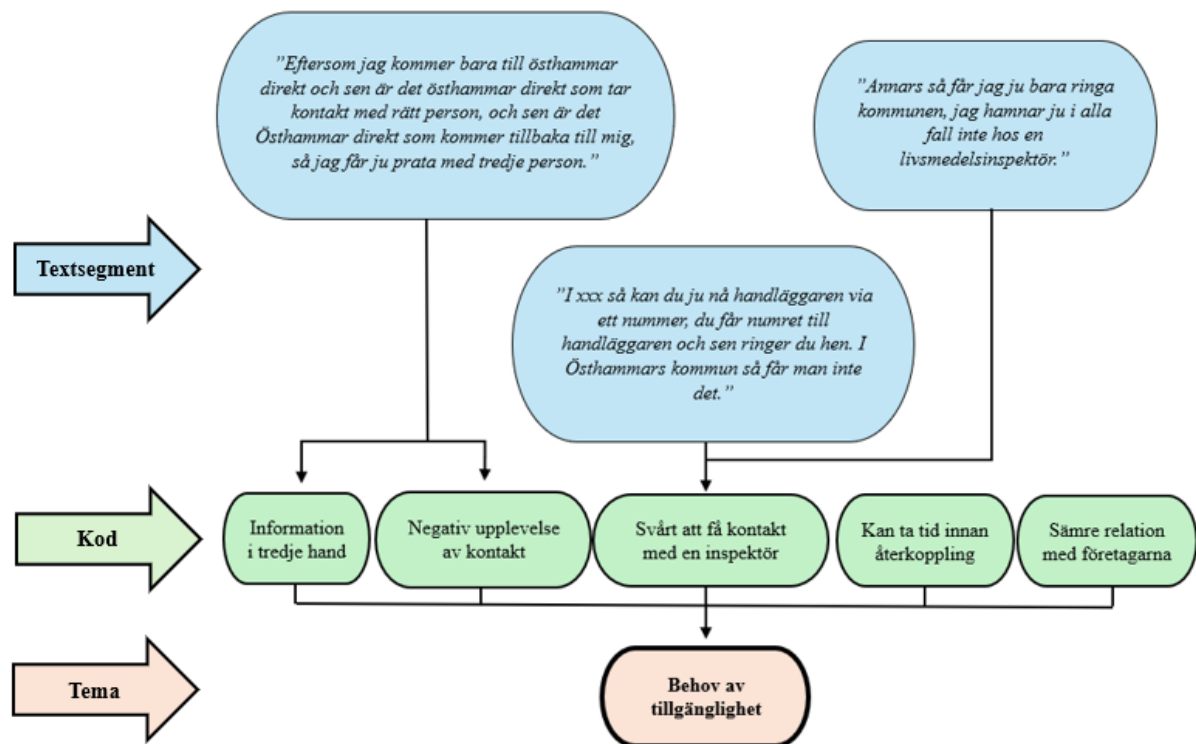 ”Eftersom jag kommer bara till östhammar
direkt och sen är det östhammar direkt som tar
kontakt med rätt person, och sen är det
Östhammar direkt som kommer tillbaka till mig,
så jag får ju prata med tredje person.”
”Annars så får jag ju bara ringa
kommunen, jag hamnar ju i alla
fall inte hos en
livsmedelsinspektör.”
Textsegment
”I xxx så kan du ju nå handläggaren via
ett nummer, du får numret till
handläggaren och sen ringer du hen. I
Östhammars kommun så får man inte
det.”
Kod
Information
i tredje hand
Negativ upplevelse
av kontakt
Svårt att få kontakt
med en inspektör
Kan ta tid innan
återkoppling
Sämre relation
med företagarna
Tema
Behov av
tillgänglighet